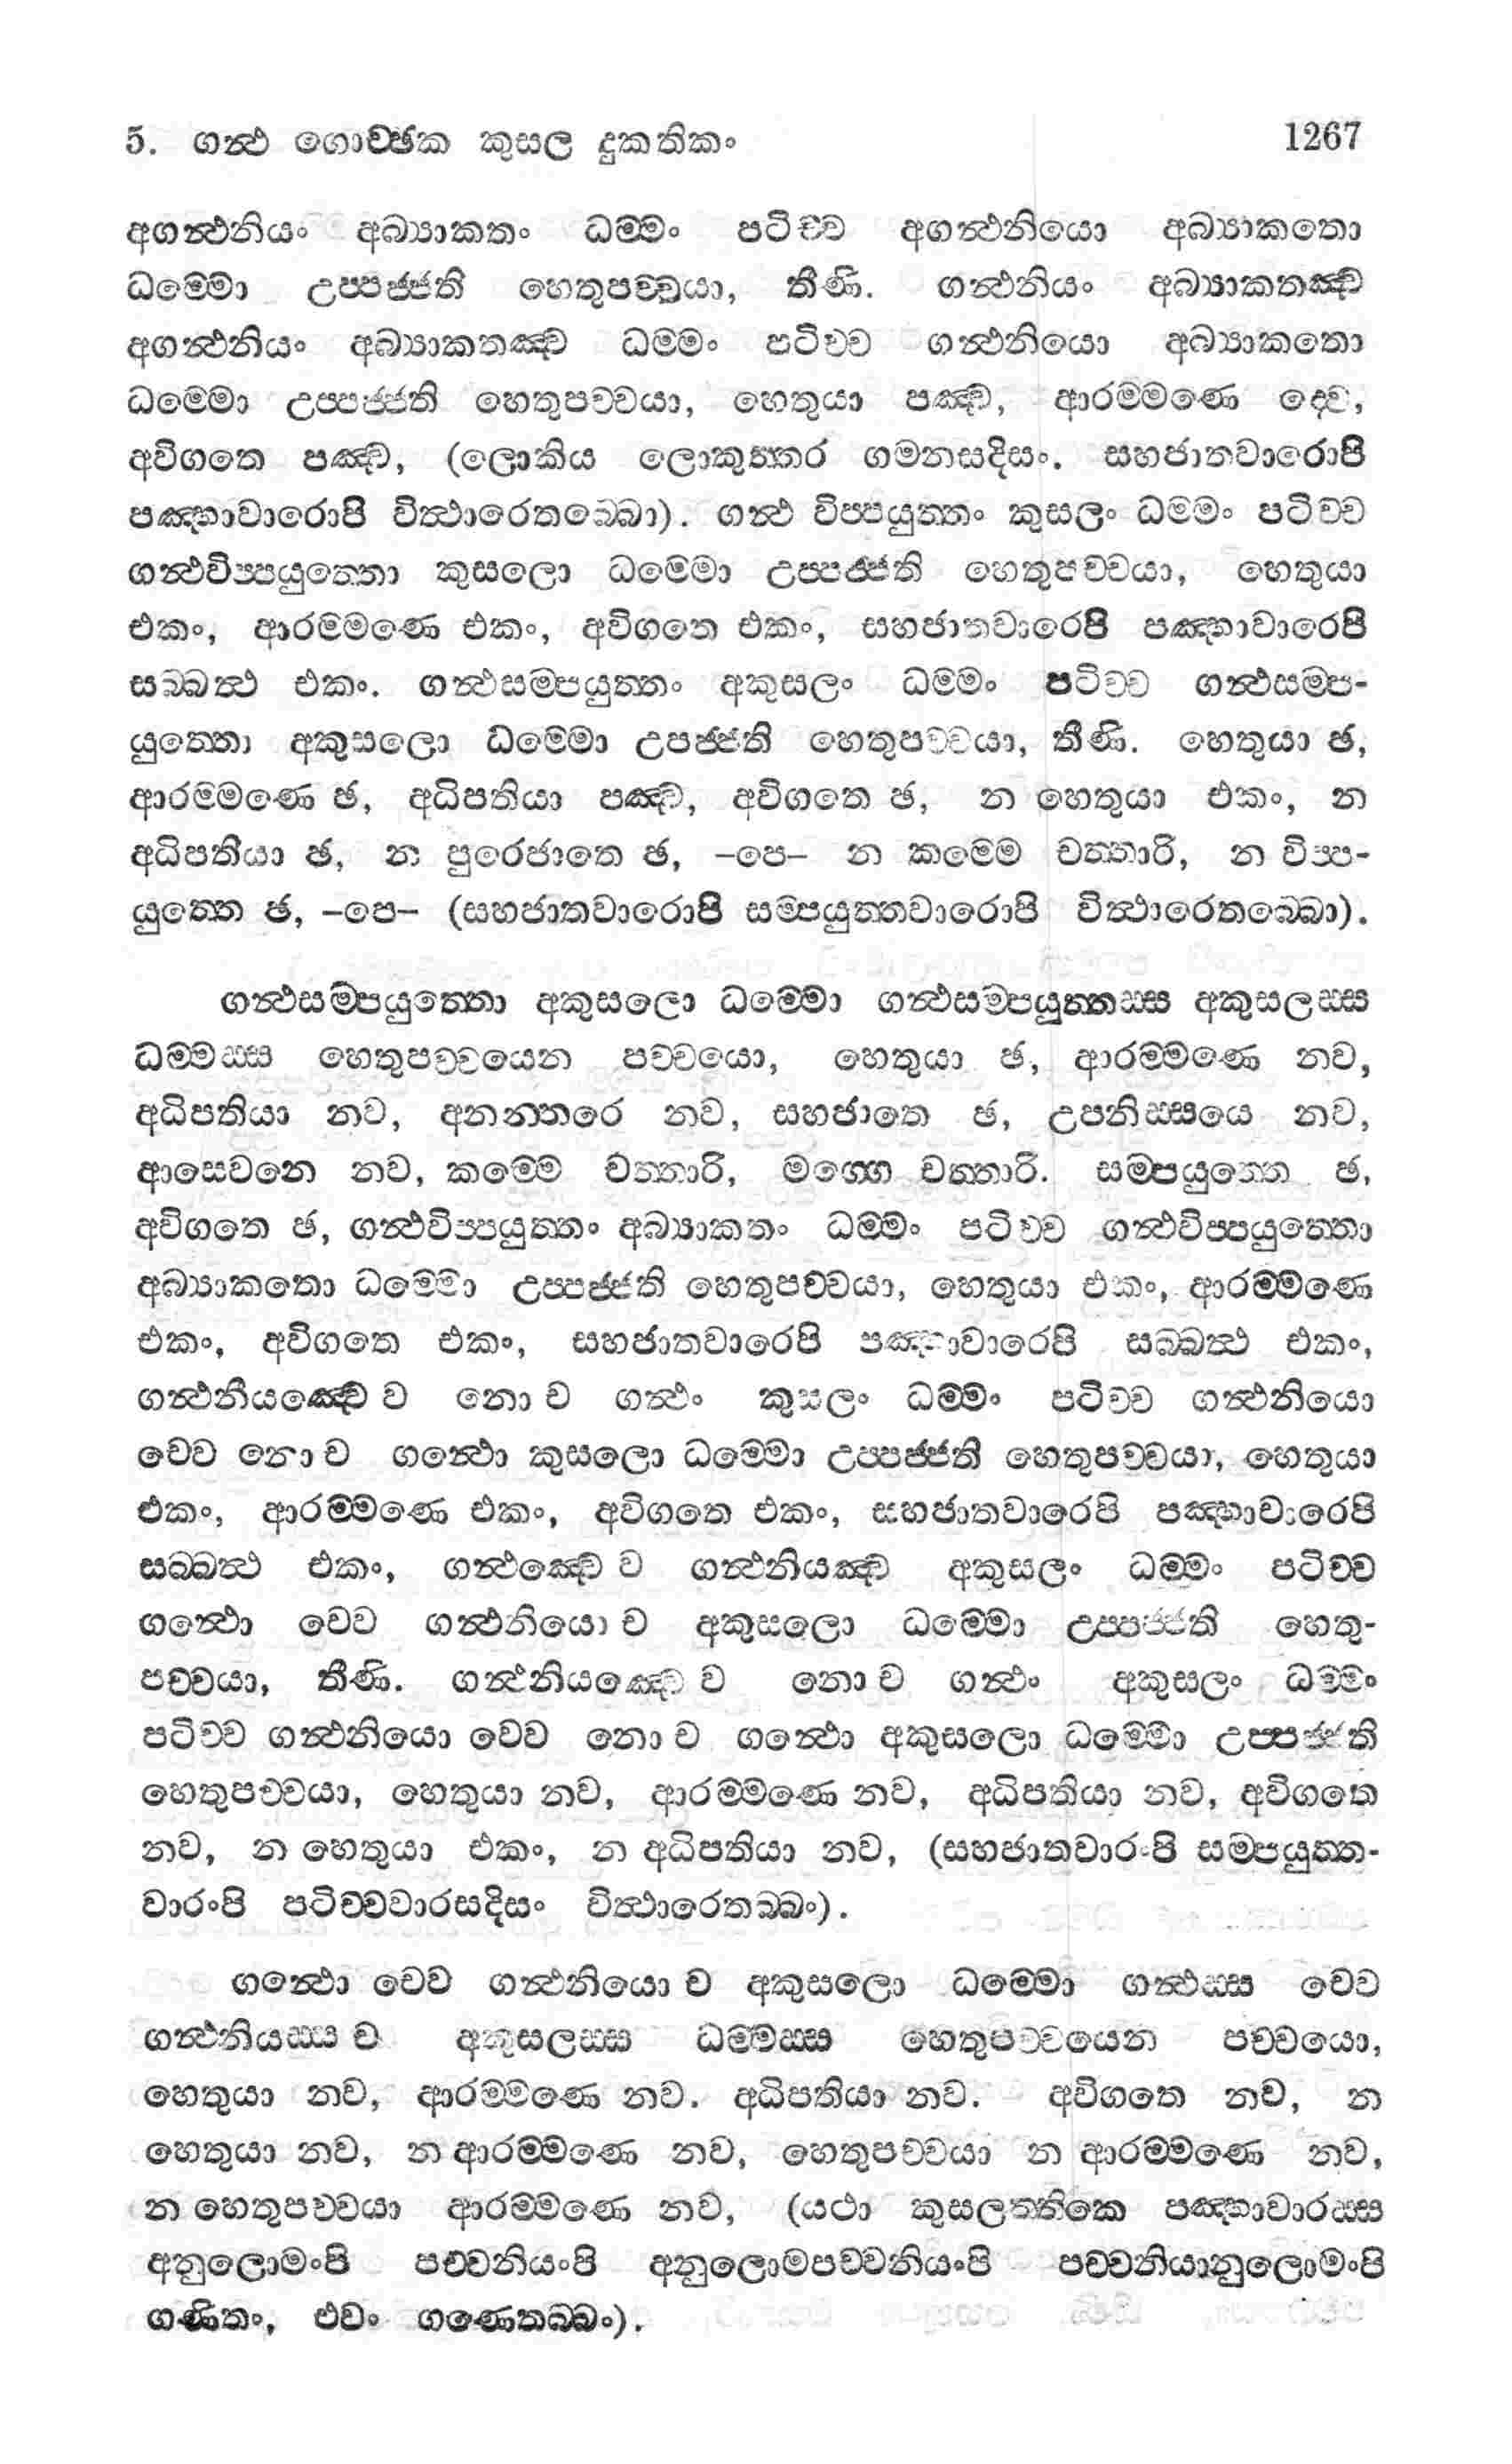 5. ගන්ථ ගොච්ඡක කුසල දුකතිකං 1267
අගන්ථනියං අබ්‍යාකතං ධම්මං පටිච්ච අගන්ථනියො අබ්‍යාකතො
ධම්මො උප්පජ්ජති හෙතුපච්චයා, තීණි. ගන්ථනියං අබ්‍යාකතඤ්ච
අගන්ථනියං අබ්‍යාකතඤ්ච ධම්මං පටිච්ච ගන්ථනියො අබ්‍යාකතො
ධම්මො උප්පජ්ජති හෙතුපච්චයා, හෙතුයා පඤ්ච, ආරම්මණෙ ද්වෙ,
අවිගතෙ පඤ්ච, (ලොකිය ලොකුත්තර ගමනසදිසං. සහජාතවාරොපි
පඤ්හාවාරොපි විත්ථාරෙතබ්බො). ගන්ථ විප්පයුත්තං කුසලං ධම්මං පටිච්ච
ගන්ථවිප්පයුත්තො කුසලො ධම්මො උප්පජ්ජති හෙතුපච්චයා, හෙතුයා
එකං, ආරම්මණෙ එකං, අවිගතෙ එකං, සහජාතවාරෙපි පඤ්හාවාරෙපි
සබ්බත්ථ එකං. ගන්ථසම්පයුත්තං අකුසලං ධම්මං පටිච්ච ගන්ථසම්ප-
යුත්තො අකුසලො ධම්මො උපජ්ජති හෙතුපච්චයා, තීණි. හෙතුයා ඡ,
ආරම්මණෙ ඡ, අධිපතියා පඤ්ච, අවිගතෙ ඡ, න හෙතුයා එකං, න
අධිපතියා ඡ, න පුරෙජාතෙ ඡ, –පෙ– න කම්මෙ චත්තාරි, න විප්ප-
යුත්තෙ ඡ, –පෙ– (සහජාතවාරොපි සම්පයුත්තවාරොපි විත්ථාරෙතබ්බො).
ගන්ථසම්පයුත්තො අකුසලො ධම්මො ගන්ථසම්පයුත්තස්ස අකුසලස්ස
ධම්මස්ස හෙතුපච්චයෙන පච්චයො, හෙතුයා ඡ, ආරම්මණෙ නව,
අධිපතියා නව, අනන්තරෙ නව, සහජාතෙ ඡ, උපනිස්සයෙ නව,
ආසෙවනෙ නව, කම්මෙ චත්තාරි, මග්ගෙ චත්තාරි. සම්පයුත්තෙ ඡ,
අවිගතෙ ඡ, ගන්ථවිප්පයුත්තං අබ්‍යාකතං ධම්මං පටිච්ච ගන්ථවිප්පයුත්තො
අබ්‍යාකතො ධම්මො උප්පජ්ජති හෙතුපච්චයා, හෙතුයා එකං, ආරම්මණෙ
එකං, අවිගතෙ එකං, සහජාතවාරෙපි පඤ්හාවාරෙපි සබ්බත්ථ එකං,
ගන්ථනියඤ්චෙ ව නො ච ගන්ථං කුසලං ධම්මං පටිච්ච ගන්ථනියො
චෙව නො ච ගන්ථො කුසලො ධම්මො උප්පජ්ජති හෙතුපච්චයා, හෙතුයා
එකං, ආරම්මණෙ එකං, අවිගතෙ එකං, සහජාතවාරෙපි පඤ්හාවාරෙපි
සබ්බත්ථ එකං, ගන්ථඤ්චෙ ව ගන්ථනියඤ්ච අකුසලං ධම්මං පටිච්ච
ගන්ථො චෙව ගන්ථනියො ච අකුසලො ධම්මො උප්පජ්ජති හෙතු-
පච්චයා, තීණි. ගන්ථනියඤ්චෙ ව නො ච ගන්ථං අකුසලං ධම්මං
පටිච්ච ගන්ථනියො චෙව නො ච ගන්ථො අකුසලො ධම්මො උප්පජ්ජති
හෙතුපච්චයා, හෙතුයා නව, ආරම්මණෙ නව, අධිපතියා නව, අවිගතෙ
නව, න හෙතුයා එකං, න අධිපතියා නව, (සහජාතවාරංපි සම්පයුත්ත-
වාරංපි පටිච්චවාරසදිසං විත්ථාරෙතබ්බං).
ගන්ථො චෙව ගන්ථනියො ච අකුසලො ධම්මො ගන්ථස්ස චෙව
ගන්ථනියස්ස ච අකුසලස්ස ධම්මස්ස හෙතුපච්චයෙන පච්චයො,
හෙතුයා නව, ආරම්මණෙ නව. අධිපතියා නව. අවිගතෙ නව, න
හෙතුයා නව, න ආරම්මණෙ නව, හෙතුපච්චයා න ආරම්මණෙ නව,
න හෙතුපච්චයා ආරම්මණෙ නව, (යථා කුසලත්තිකෙ පඤ්හාවාරස්ස
අනුලොමංපි පච්චනියංපි අනුලොමපච්චනියංපි පච්චනියානුලොමංපි
ගණිතං, එවං ගණෙතබ්බං).